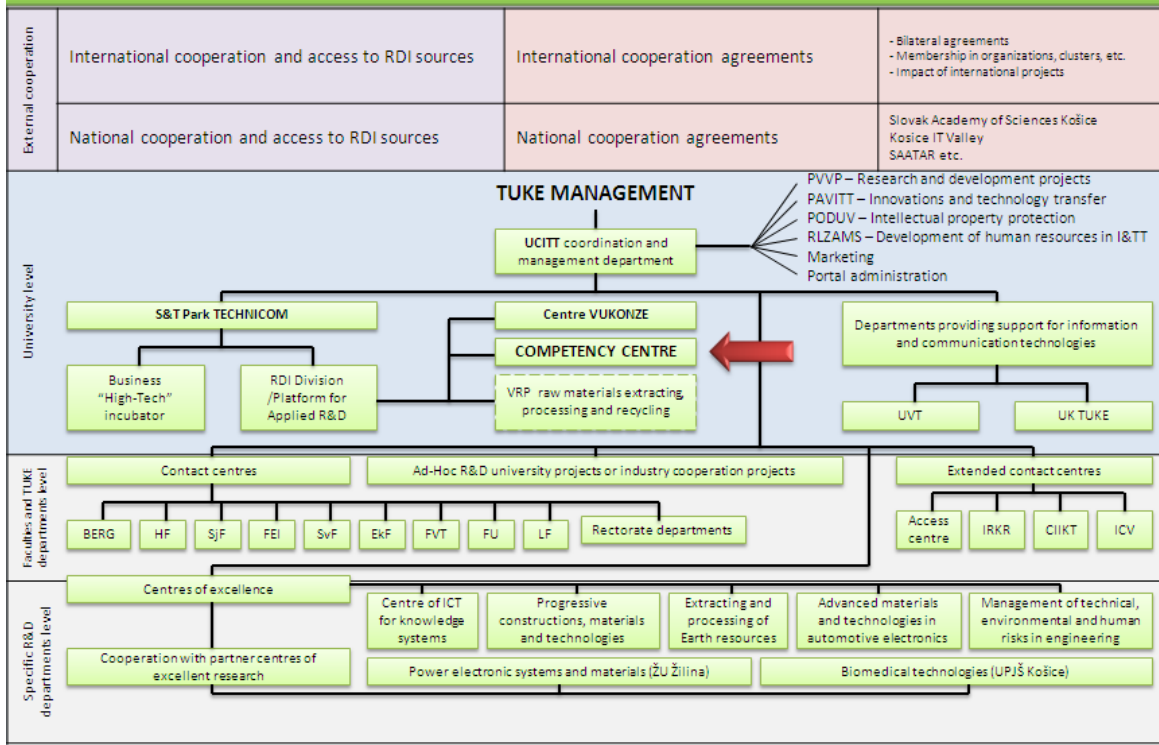 External cooperation
International cooperation and access to RDI sources
International cooperation agreements
- Bilateral agreements
- Membership in organizations, clusters, etc.
- Impact of international projects
National cooperation and access to RDI sources
National cooperation agreements
Slovak Academy of Sciences Košice
Kosice IT Valley
SAATAR etc.
University level
TUKE MANAGEMENT
UCITT coordination and
management department
PVVP – Research and development projects
PAVITT – Innovations and technology transfer
PODUV – Intellectual property protection
RLZAMS – Development of human resources in I&TT
Marketing
Portal administration
S&T Park TECHNICOM
Business
“High-Tech”
incubator
RDI Division
/Platform for
Applied R&D
Centre VUKONZE
COMPETENCY CENTRE
VRP raw materials extracting,
processing and recycling
Departments providing support for information
and communication technologies
UVT
UK TUKE
Faculties and TUKE
departments level
Contact centres
Ad-Hoc R&D university projects or industry cooperation projects
Extended contact centres
BERG
HF
SjF
FEI
SvF
EkF
FVT
FU
LF
Rectorate departments
Access
centre
IRKR
CIIKT
ICV
Specific R&D
departments level
Centres of excellence
Centre of ICT
for knowledge
systems
Progressive
constructions, materials
and technologies
Extracting and
processing of
Earth resources
Advanced materials
and technologies in
automotive electronics
Management of technical,
environmental and human
risks in engineering
Cooperation with partner centres of
excellent research
Power electronic systems and materials (ŽU Žilina)
Biomedical technologies (UPJŠ Košice)